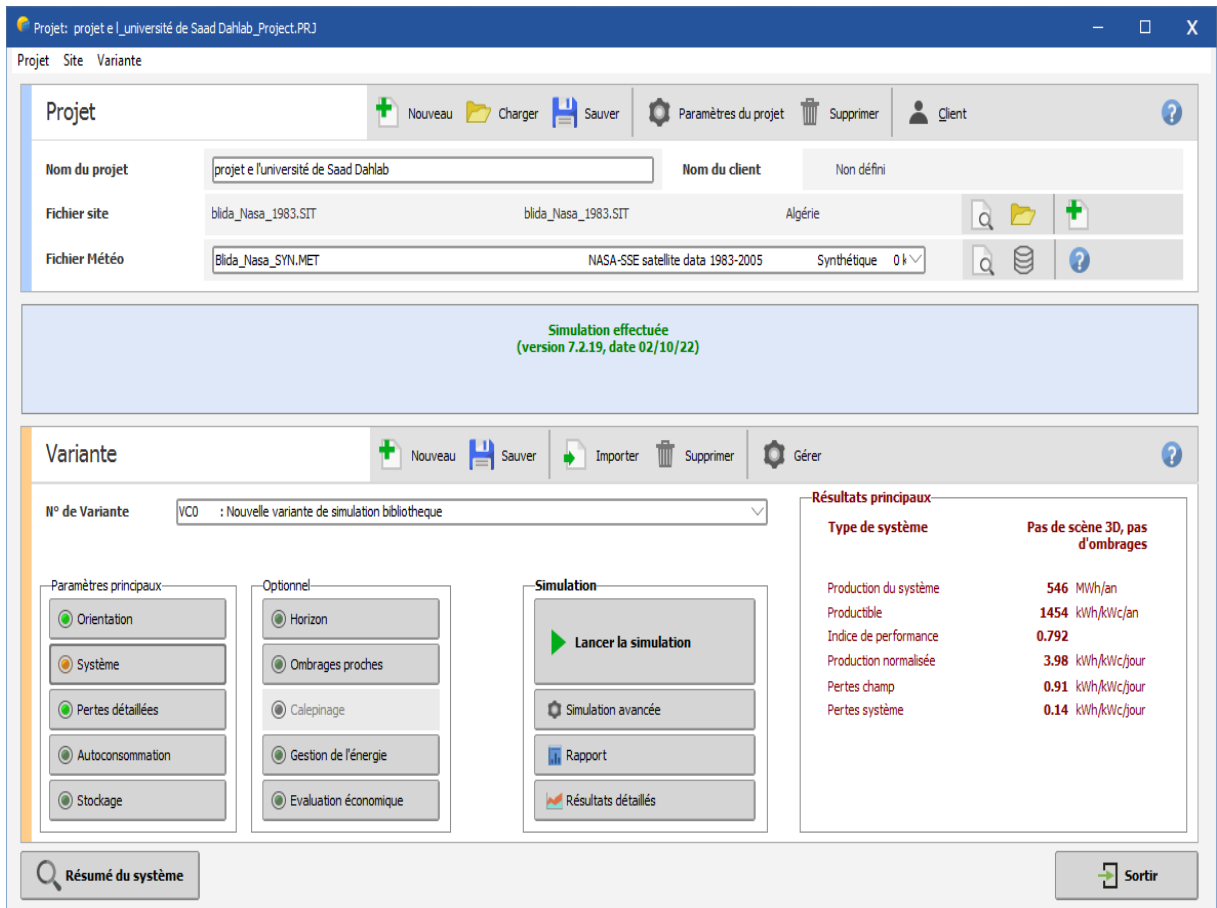 Projet: projet e l_université de Saad Dahlab_Project.PRJ
Projet Site Variante
Projet Nouveau Charger Sauver Paramètres du projet Supprimer Client
Nom du projet projet e l'université de Saad Dahlab Nom du client Non défini
Fichier site blida_Nasa_1983.SIT blida_Nasa_1983.SIT Algérie
Fichier Météo Blida_Nasa_SYN.MET NASA-SSE satellite data 1983-2005 Synthétique 0 k
Simulation effectuée
(version 7.2.19, date 02/10/22)
Variante Nouveau Sauver Importer Supprimer Gérer
N° de Variante VC0 : Nouvelle variante de simulation bibliotheque
Paramètres principaux
Orientation
Système
Pertes détaillées
Autoconsommation
Stockage
Optionnel
Horizon
Ombrages proches
Calepinage
Gestion de l'énergie
Evaluation économique
Simulation
Lancer la simulation
Simulation avancée
Rapport
Résultats détaillés
Résultats principaux
Type de système Pas de scène 3D, pas
d'ombrages
Production du système 546 MWh/an
Productible 1454 kWh/kWc/an
Indice de performance 0.792
Production normalisée 3.98 kWh/kWc/jour
Pertes champ 0.91 kWh/kWc/jour
Pertes système 0.14 kWh/kWc/jour
Résumé du système
Sortir